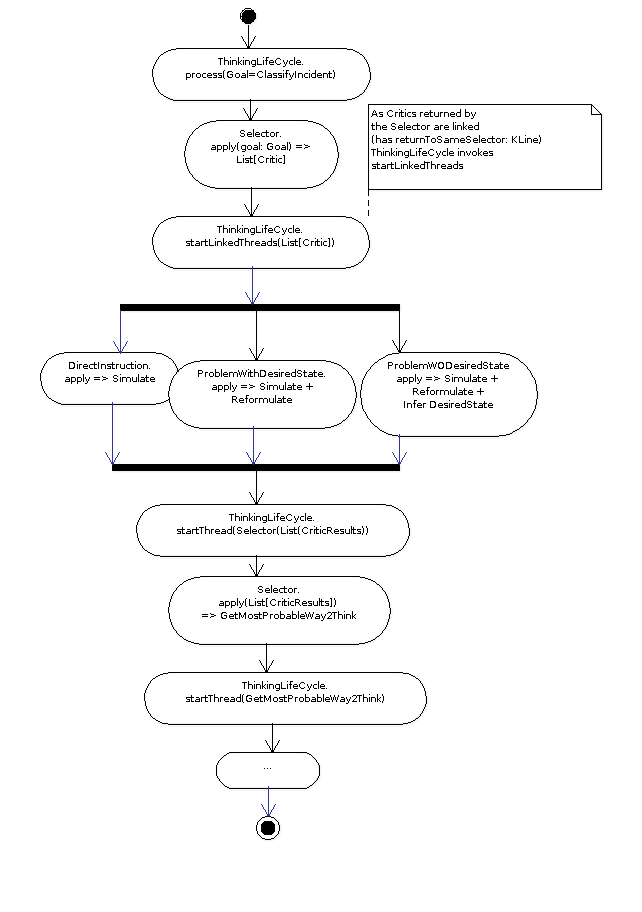 ThinkingLifeCycle.
process(Goal=ClassifyIncident)
Selector.
apply(goal: Goal) =>
List[Critic]
As Critics returned by
the Selector are linked
(has returnToSameSelector: KLine)
ThinkingLifeCycle invokes
startLinkedThreads
ThinkingLifeCycle.
startLinkedThreads(List[Critic])
DirectInstruction.
apply => Simulate
ProblemWithDesiredState.
apply => Simulate +
Reformulate
ProblemWODesiredState
apply => Simulate +
Reformulate +
Infer DesiredState
ThinkingLifeCycle.
startThread(Selector(List(CriticResults))
Selector.
apply(List[CriticResults])
=> GetMostProbableWay2Think
ThinkingLifeCycle.
startThread(GetMostProbableWay2Think)
...